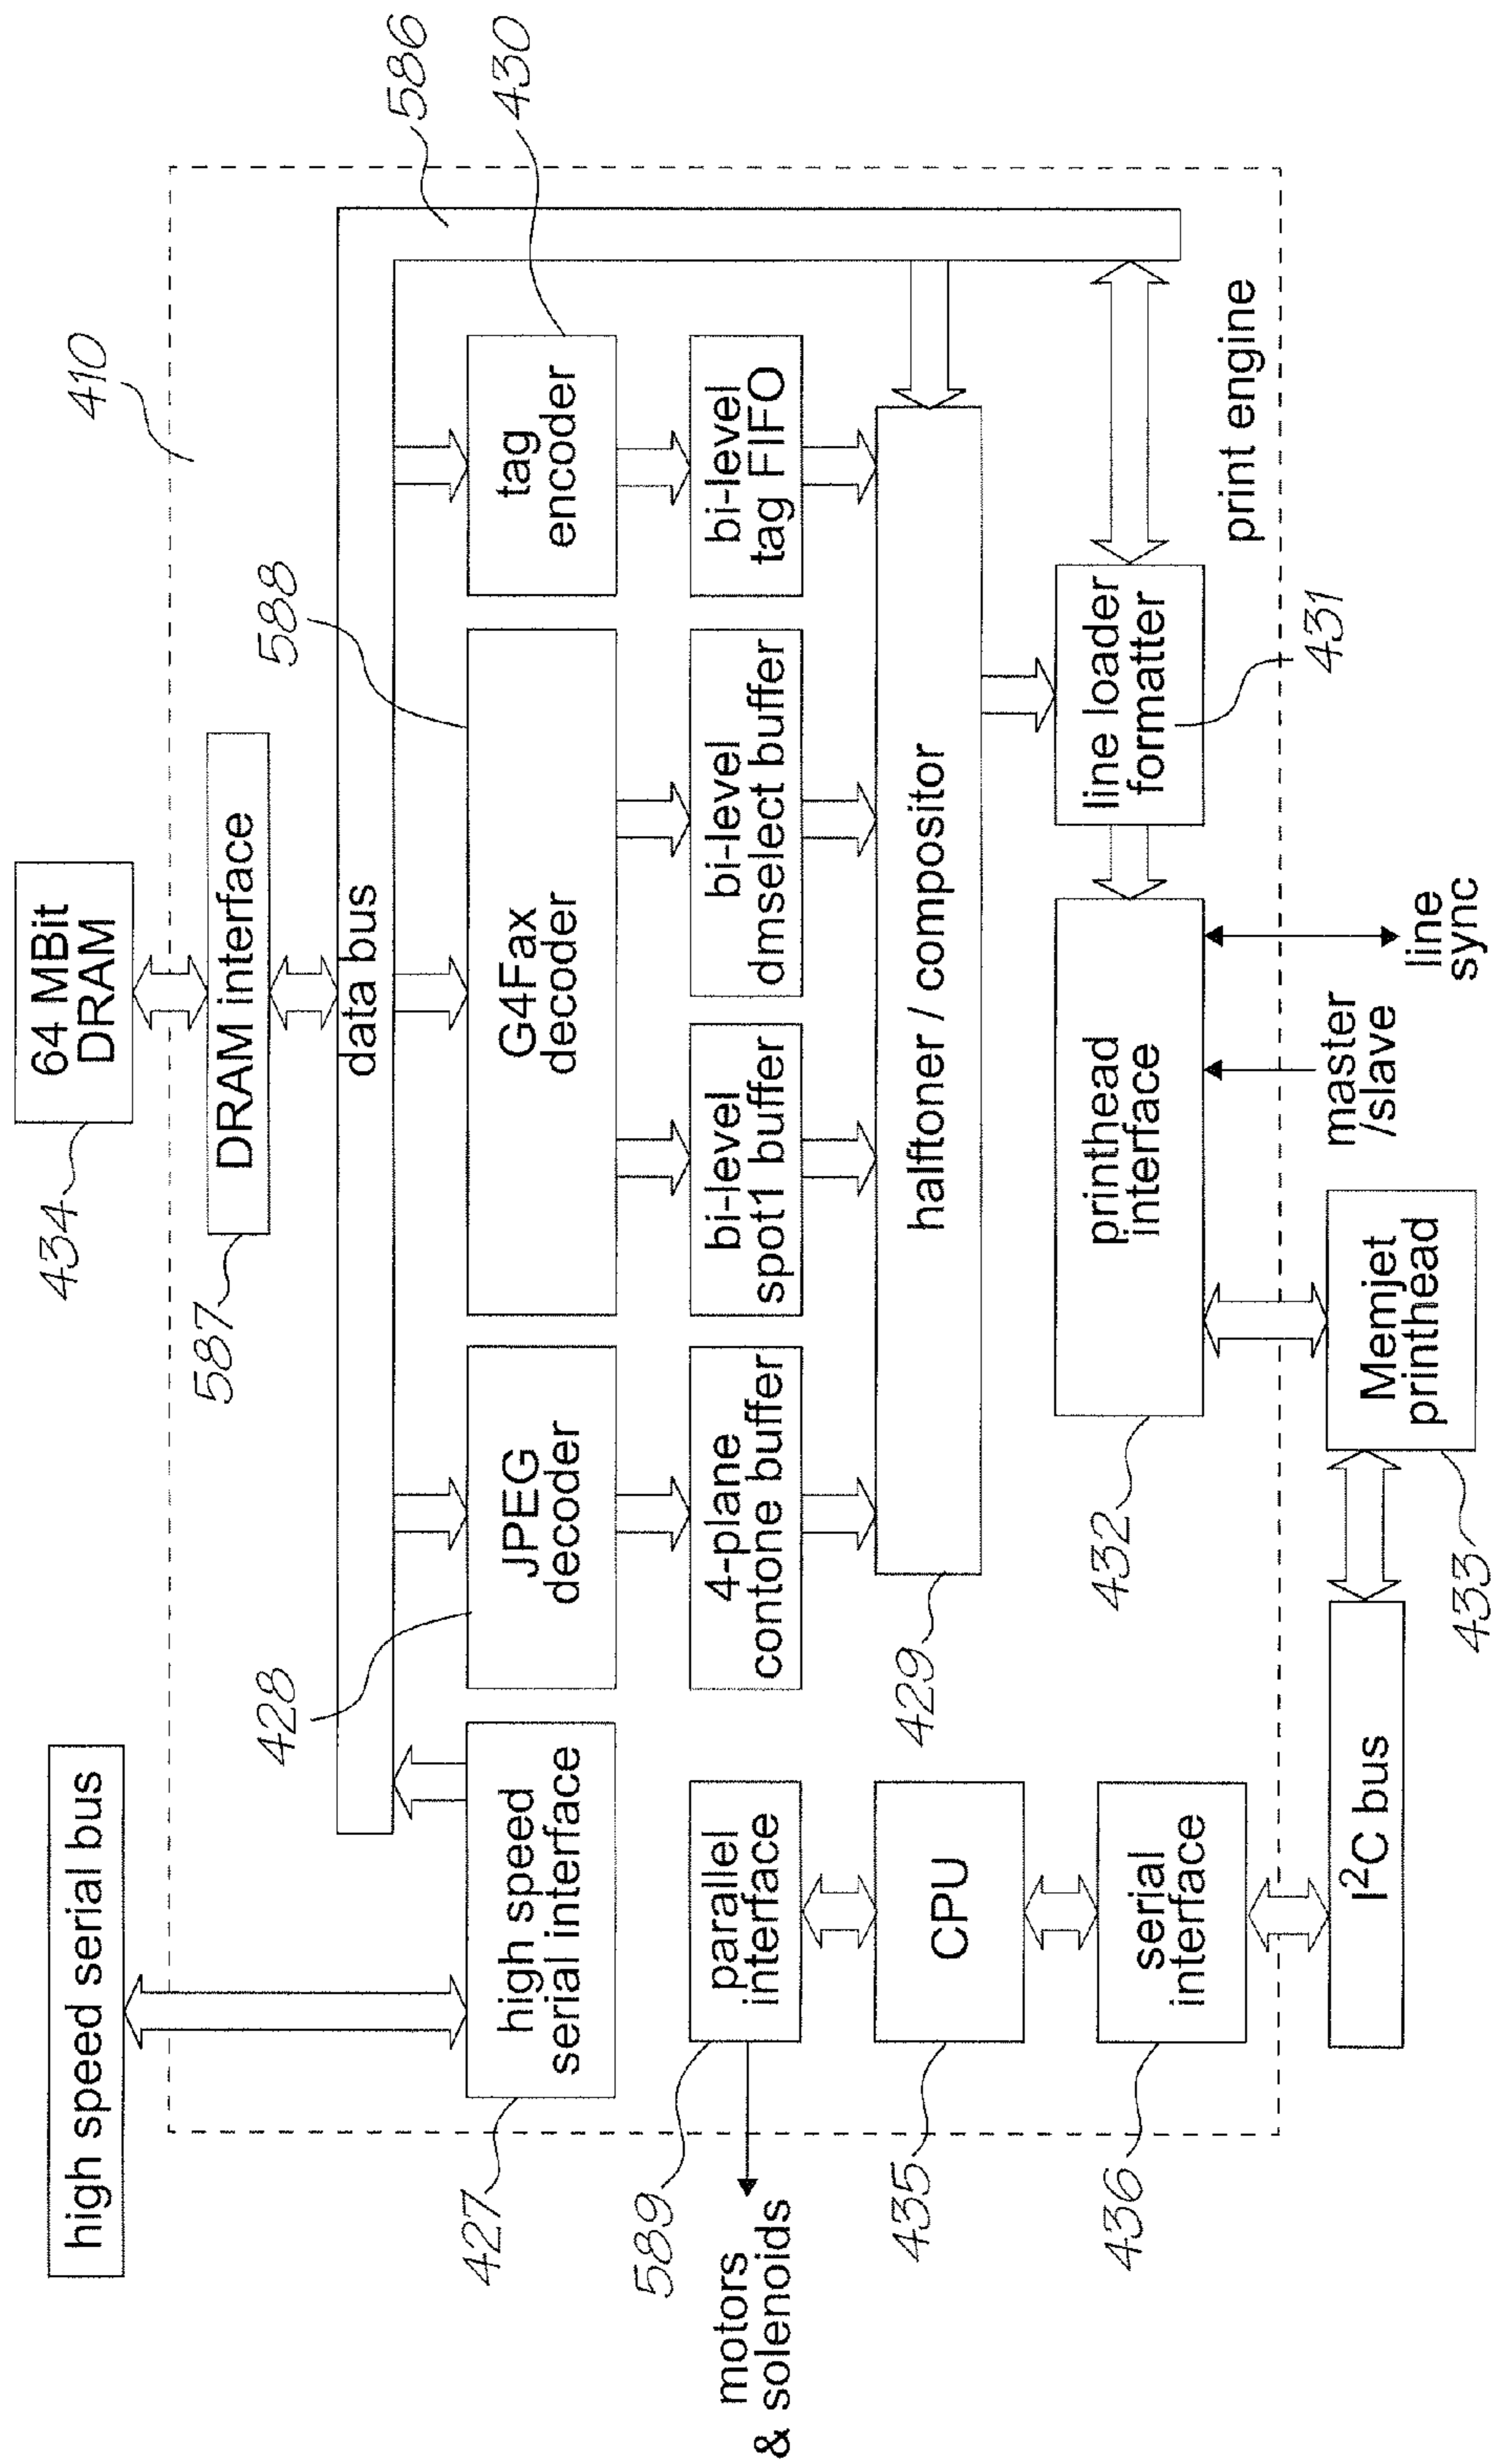 410
586
430
434
64 MBit
DRAM
high speed serial bus
587
DRAM interface
588
data bus
428
427
high speed
serial interface
JPEG
decoder
G4Fax
decoder
tag
encoder
589
parallel
interface
4-plane
contone buffer
bi-level
spot1 buffer
bi-level
dmselect buffer
bi-level
tag FIFO
motors
& solenoids
435
CPU
429
halftoner / compositor
436
serial
interface
432
printhead
interface
line loader
formatter
431
print engine
I²C bus
433
Memjet
printhead
master
/slave
line
sync